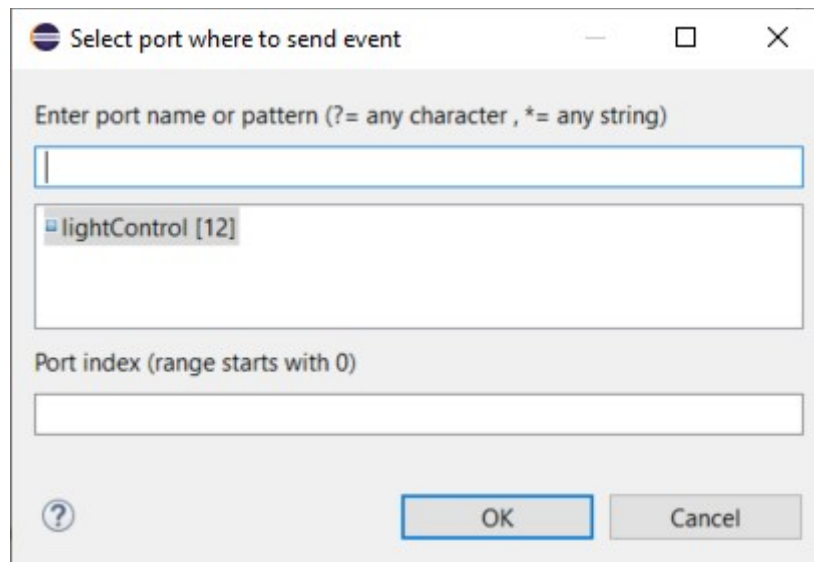 Select port where to send event
Enter port name or pattern (?= any character , *= any string)
lightControl [12]
Port index (range starts with 0)
?
OK Cancel